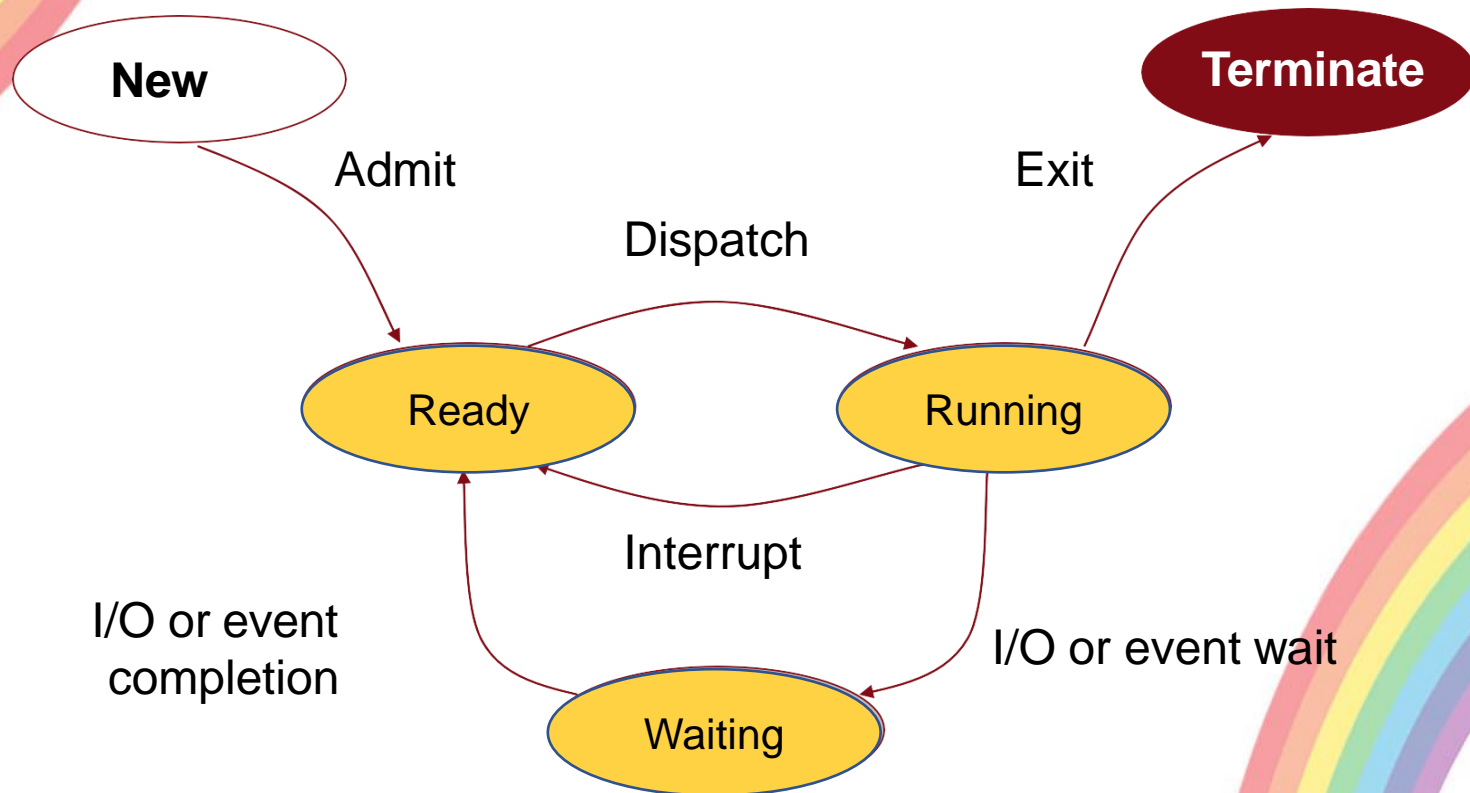 New
Terminate
Admit
Exit
Dispatch
Ready
Running
Interrupt
I/O or event
completion
I/O or event wait
Waiting